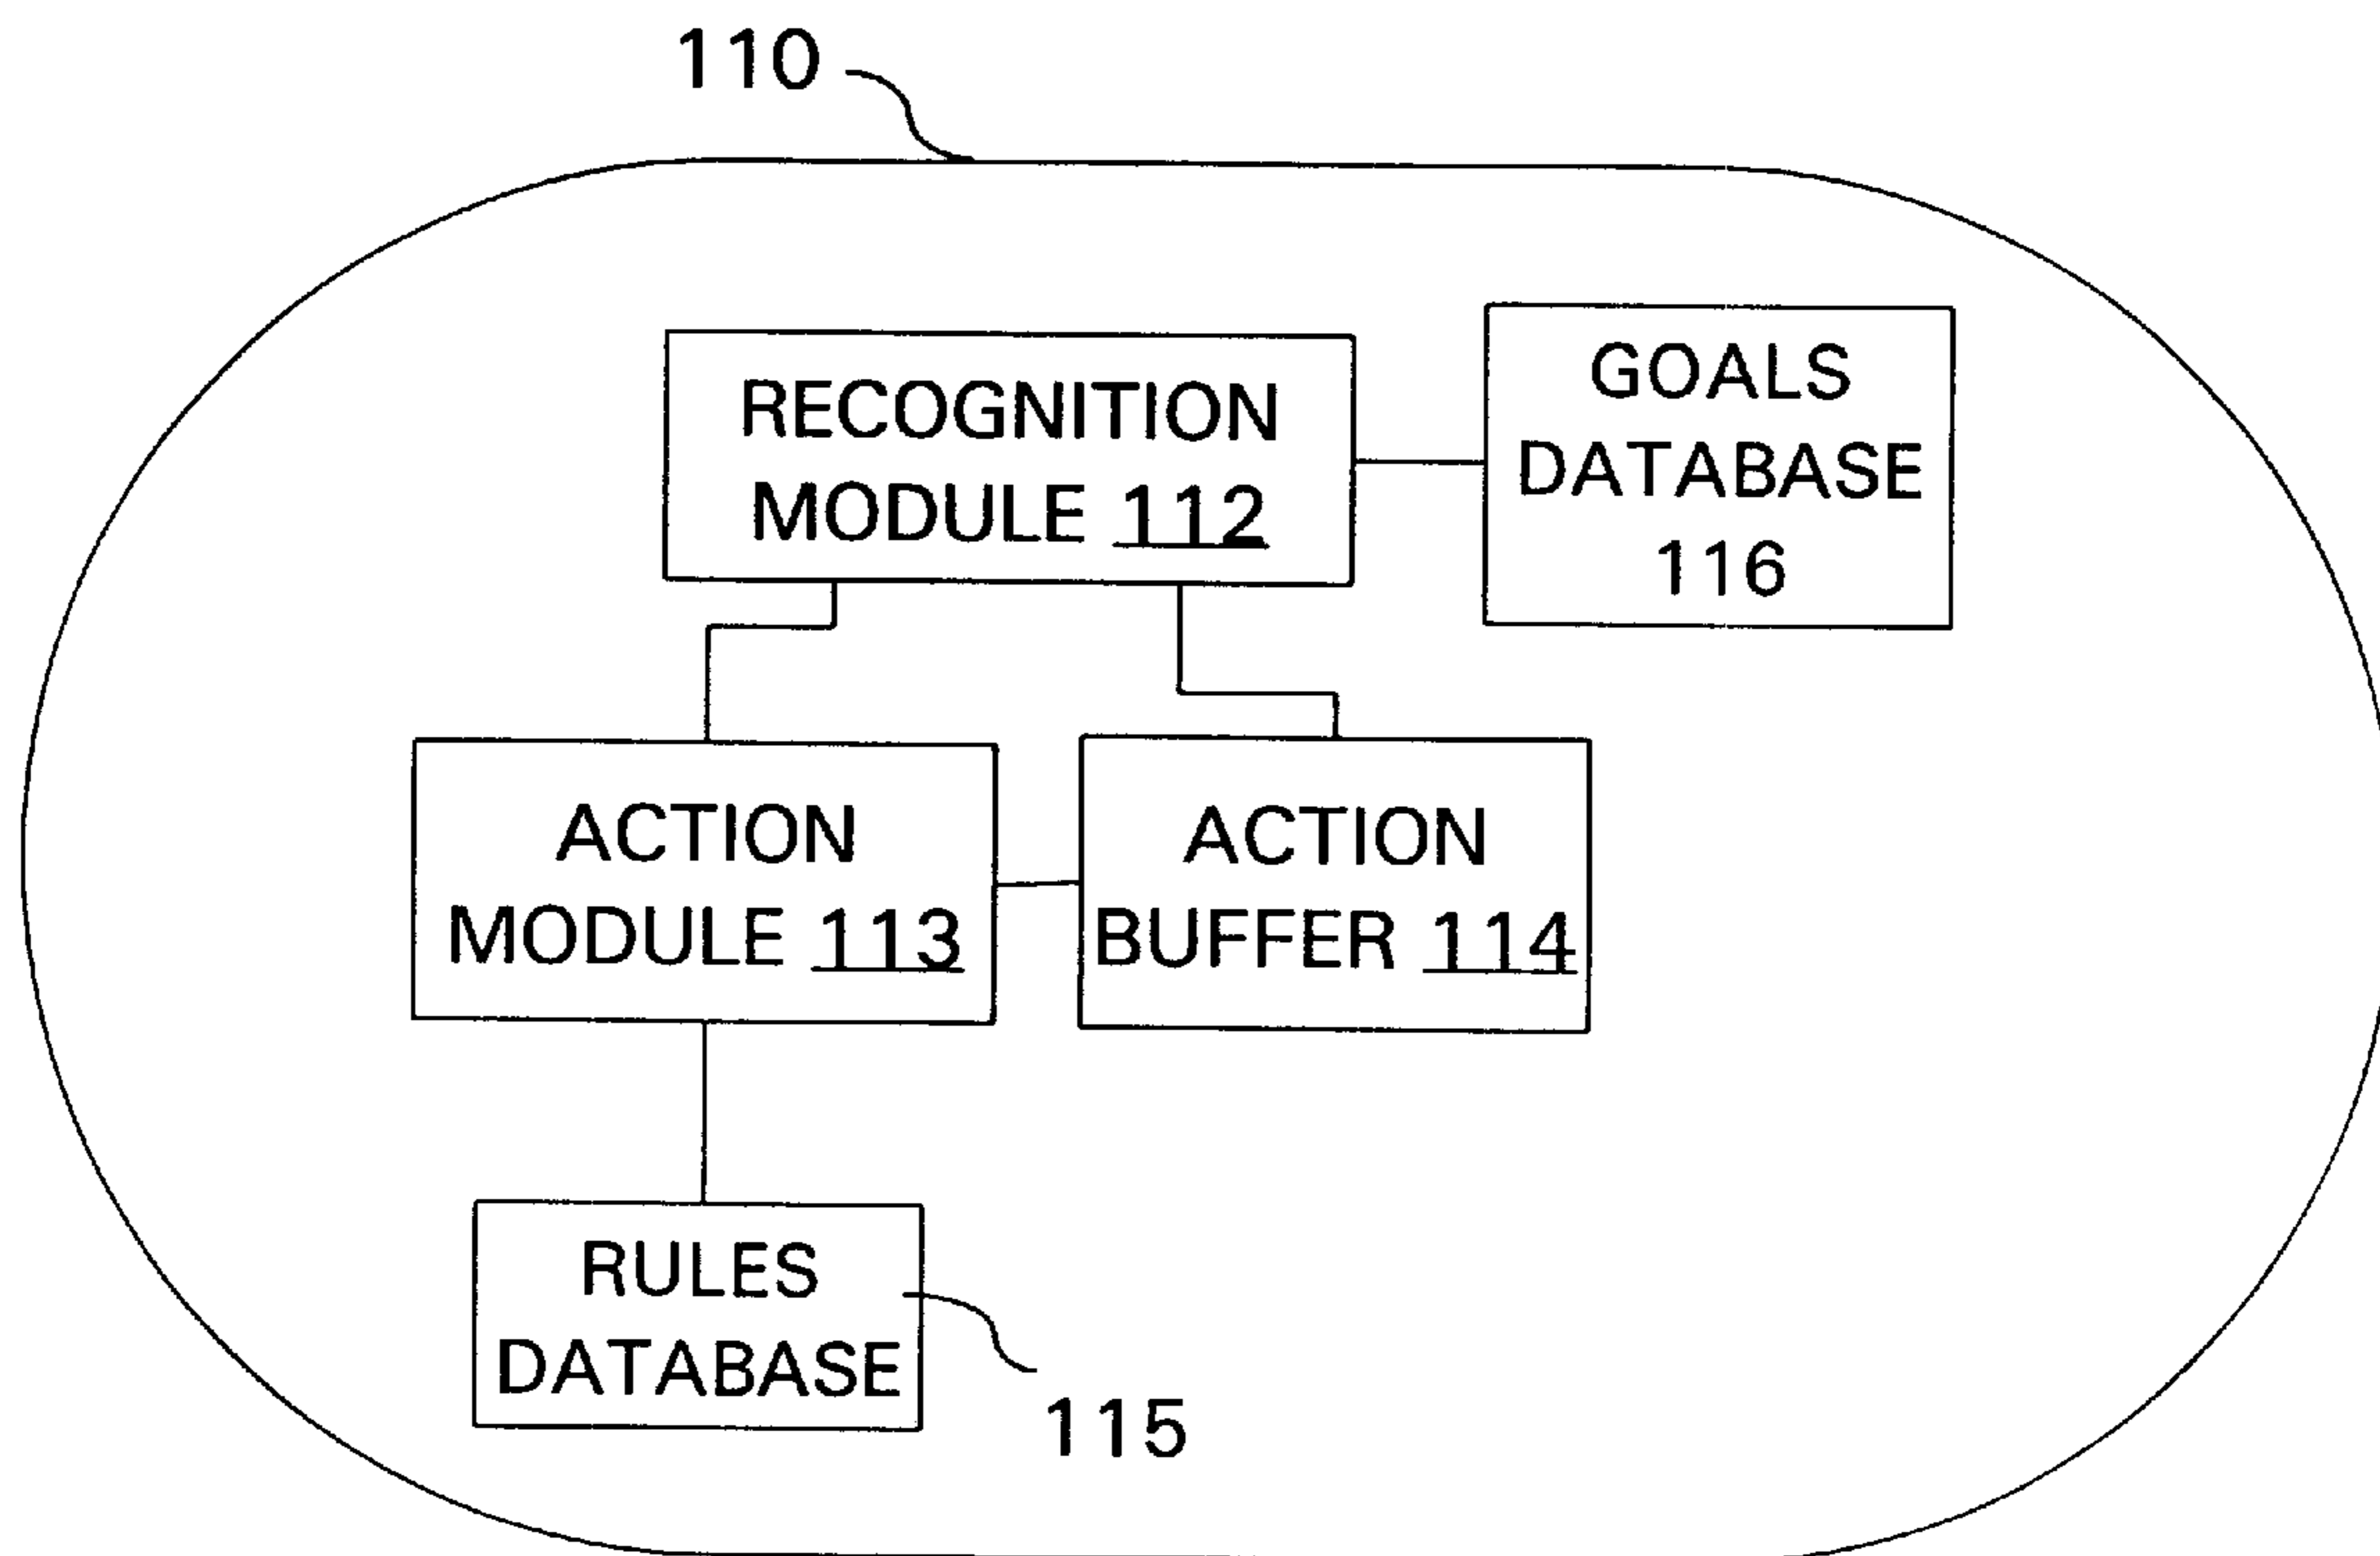 110
RECOGNITION
MODULE 112
GOALS
DATABASE
116
ACTION
MODULE 113
ACTION
BUFFER 114
RULES
DATABASE
115